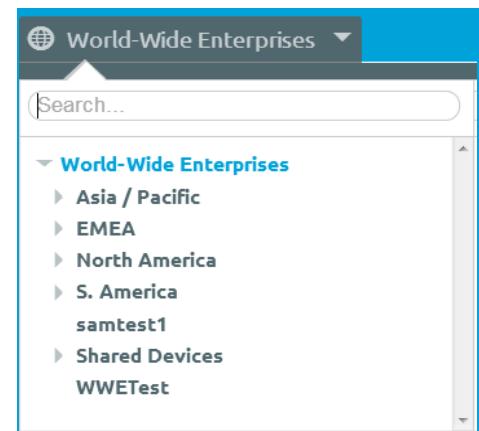 World-Wide Enterprises
Search...
World-Wide Enterprises
Asia / Pacific
EMEA
North America
S. America
samtest1
Shared Devices
WWETest